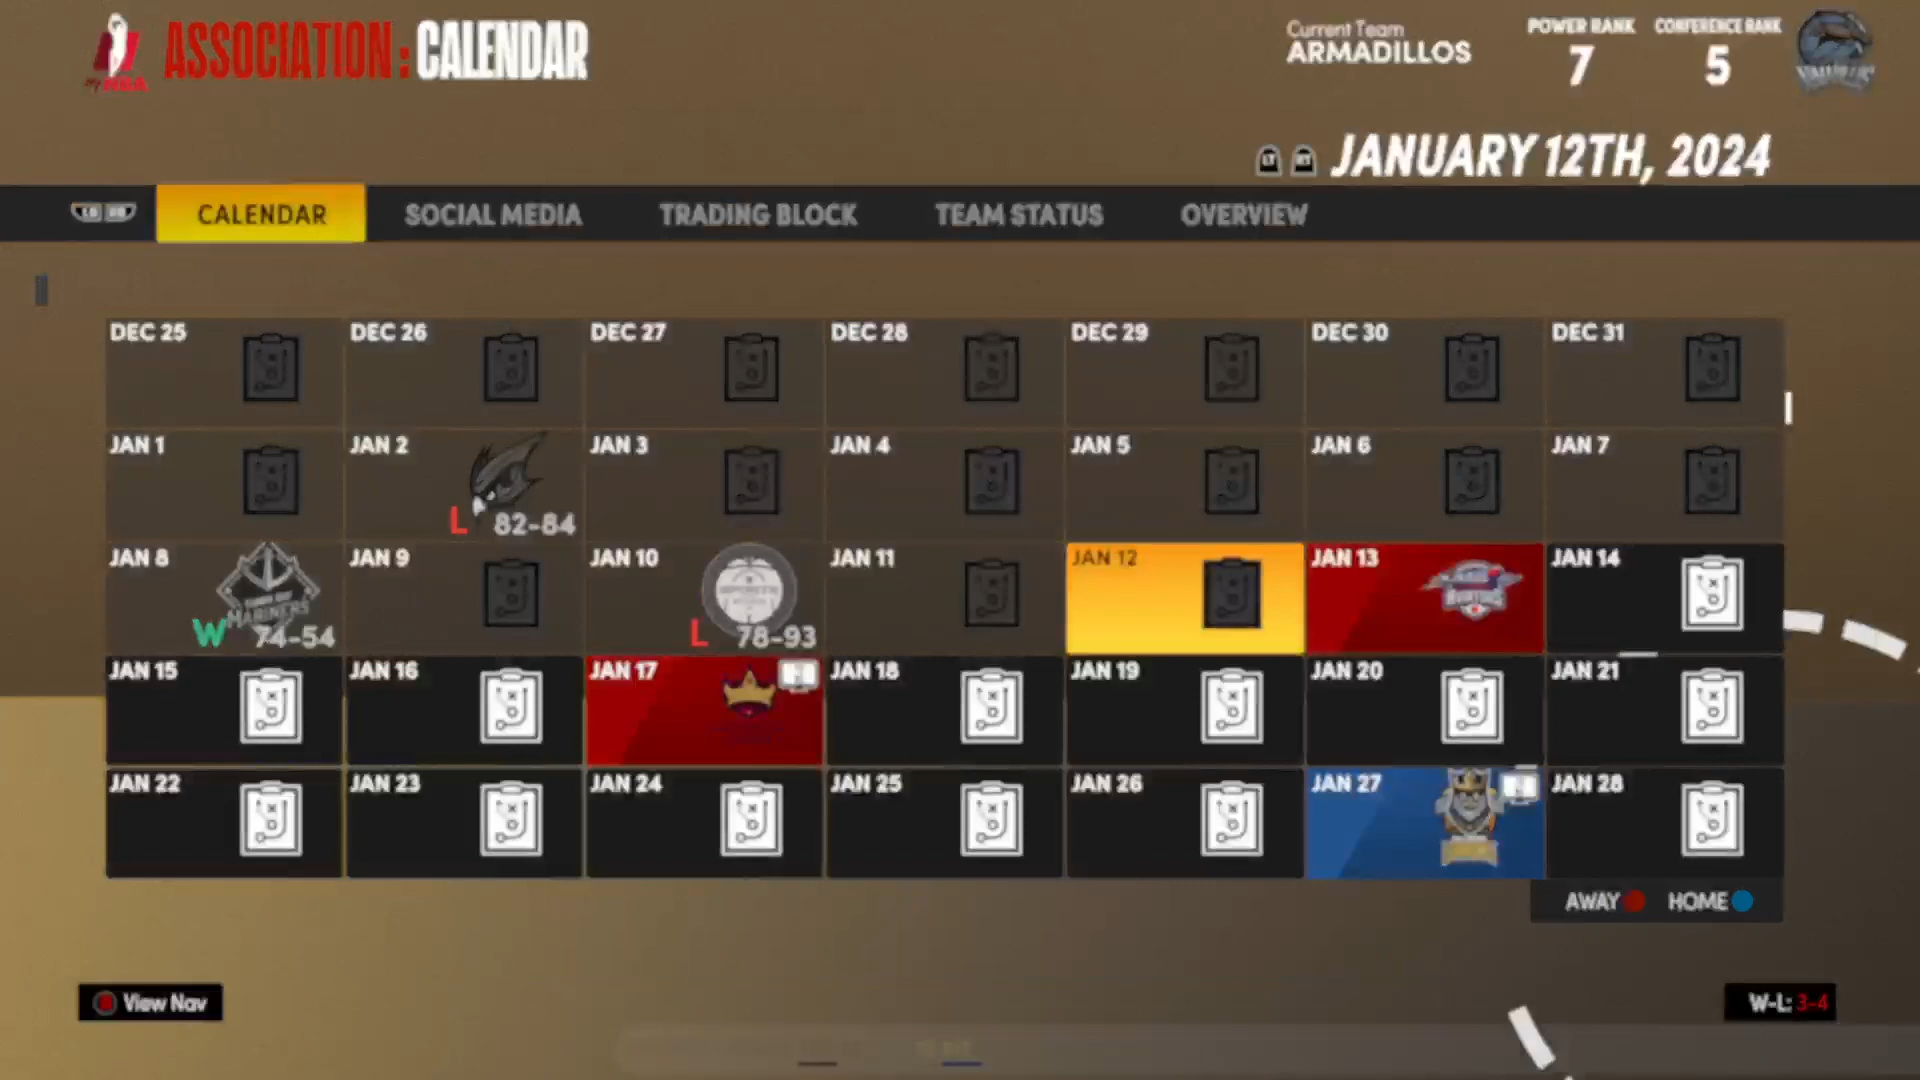 ASSOCIATION: CALENDAR
Current Team
ARMADILLOS
POWER RANK
7
CONFERENCE RANK
5
JANUARY 12TH, 2024
CALENDAR
SOCIAL MEDIA
TRADING BLOCK
TEAM STATUS
OVERVIEW
DEC 25
DEC 26
DEC 27
DEC 28
DEC 29
DEC 30
DEC 31
JAN 1
JAN 2
L 82-84
JAN 3
JAN 4
JAN 5
JAN 6
JAN 7
JAN 8
MARINERS
W 74-54
JAN 9
JAN 10
L 78-93
JAN 11
JAN 12
JAN 13
JAN 14
JAN 15
JAN 16
JAN 17
JAN 18
JAN 19
JAN 20
JAN 21
JAN 22
JAN 23
JAN 24
JAN 25
JAN 26
JAN 27
JAN 28
AWAY
HOME
View Nav
W-L: 3-4